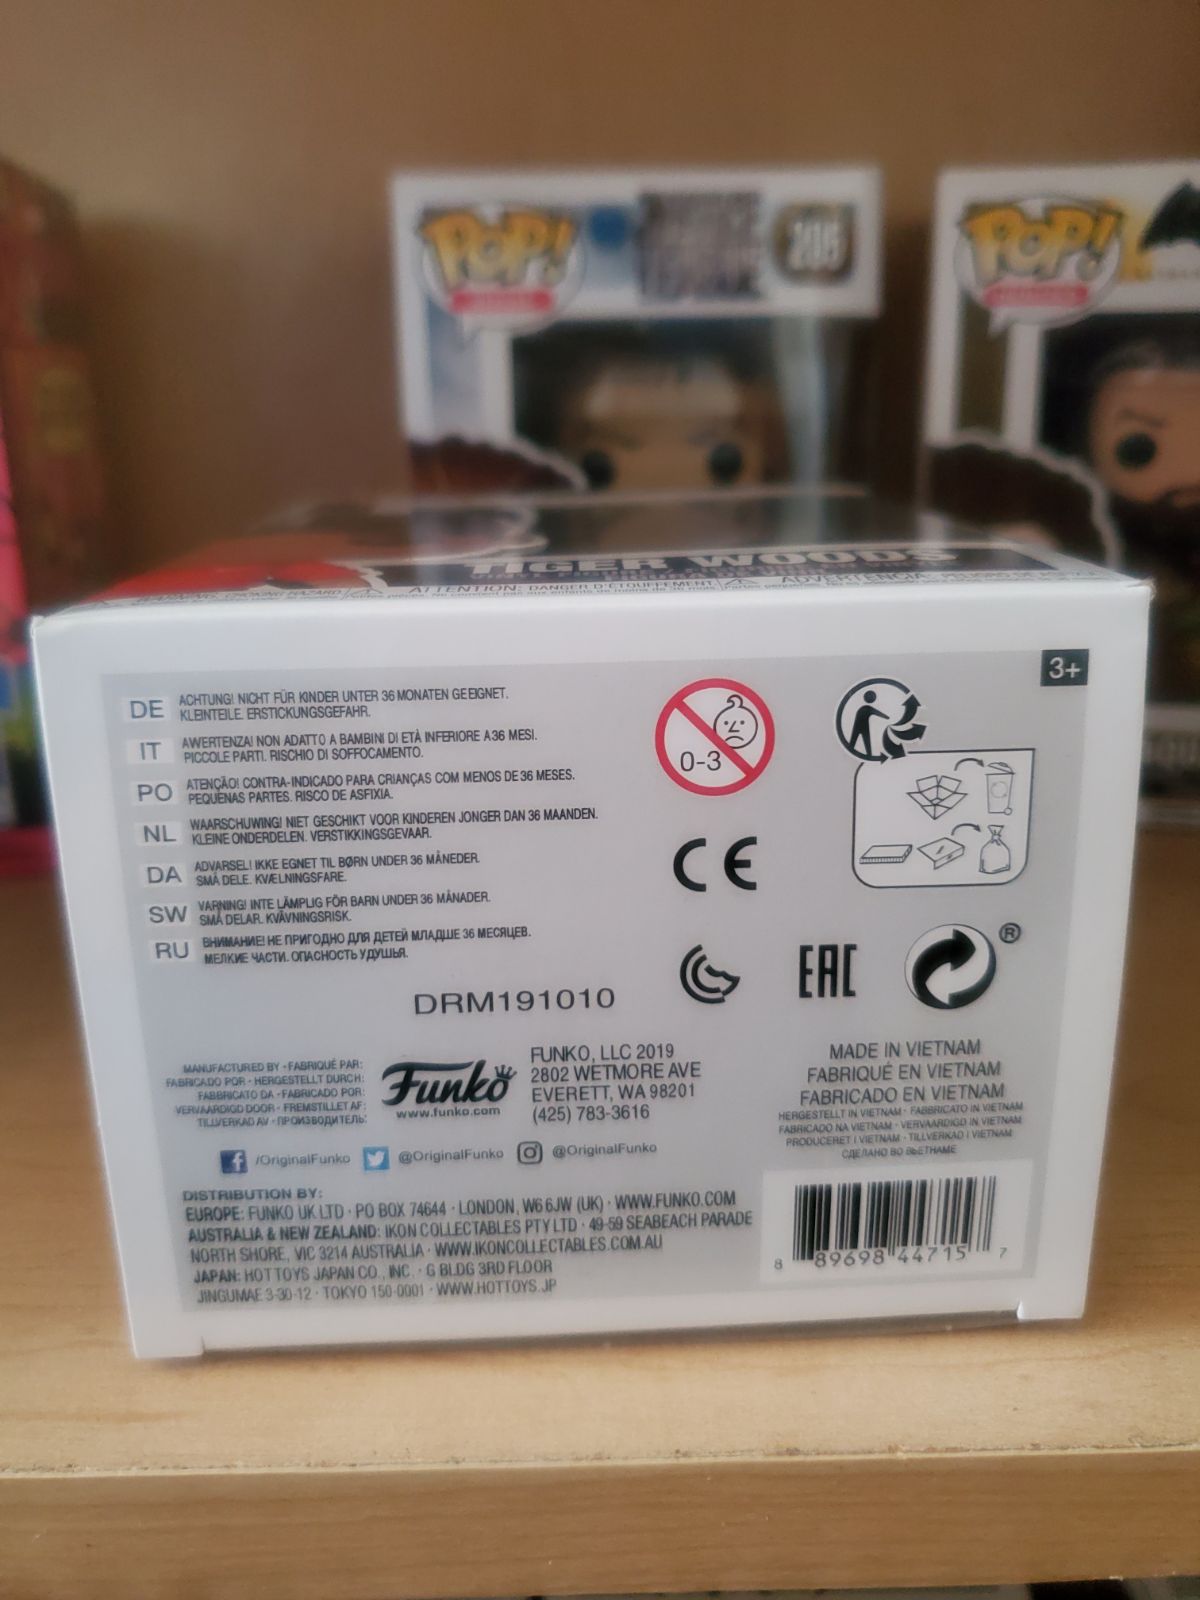 POP!
205
POP!
TIGER WOODS
WARNING: CHOKING HAZARD
ATTENTION: DANGER D'ÉTOUFFEMENT
ADVERTENCIA:
3+
DE ACHTUNG! NICHT FÜR KINDER UNTER 36 MONATEN GEEIGNET.
KLEINTEILE. ERSTICKUNGSGEFAHR.
IT AWERTENZA! NON ADATTO A BAMBINI DI ETÀ INFERIORE A36 MESI.
PICCOLE PARTI. RISCHIO DI SOFFOCAMENTO.
PO ATENÇÃO! CONTRA-INDICADO PARA CRIANÇAS COM MENOS DE 36 MESES.
PEQUENAS PARTES. RISCO DE ASFIXIA.
NL WAARSCHUWING! NIET GESCHIKT VOOR KINDEREN JONGER DAN 36 MAANDEN.
KLEINE ONDERDELEN. VERSTIKKINGSGEVAAR.
DA ADVARSEL! IKKE EGNET TIL BØRN UNDER 36 MÅNEDER.
SMÅ DELE. KVÆLNINGSFARE.
SW VARNING! INTE LÄMPLIG FÖR BARN UNDER 36 MÅNADER.
SMÅ DELAR. KVÄVNINGSRISK.
RU ВНИМАНИЕ! НЕ ПРИГОДНО ДЛЯ ДЕТЕЙ МЛАДШЕ 36 МЕСЯЦЕВ.
МЕЛКИЕ ЧАСТИ. ОПАСНОСТЬ УДУШЬЯ.
0-3
CE
EAC
®
DRM191010
MANUFACTURED BY · FABRIQUÉ PAR:
FABRICADO POR · HERGESTELLT DURCH:
FABBRICATO DA · FABRICADO POR:
VERVAARDIGD DOOR · FREMSTILLET AF:
TILLVERKAD AV · ПРОИЗВОДИТЕЛЬ:
Funko
www.funko.com
FUNKO, LLC 2019
2802 WETMORE AVE
EVERETT, WA 98201
(425) 783-3616
MADE IN VIETNAM
FABRIQUÉ EN VIETNAM
FABRICADO EN VIETNAM
HERGESTELLT IN VIETNAM · FABBRICATO IN VIETNAM
FABRICADO NA VIETNAM · VERVAARDIGD IN VIETNAM
PRODUCERET I VIETNAM · TILLVERKAD I VIETNAM
СДЕЛАНО ВО ВЬЕТНАМЕ
/OriginalFunko @OriginalFunko @OriginalFunko
DISTRIBUTION BY:
EUROPE: FUNKO UK LTD · PO BOX 74644 · LONDON, W6 6JW (UK) · WWW.FUNKO.COM
AUSTRALIA & NEW ZEALAND: IKON COLLECTABLES PTY LTD · 49-59 SEABEACH PARADE
NORTH SHORE, VIC 3214 AUSTRALIA · WWW.IKONCOLLECTABLES.COM.AU
JAPAN: HOT TOYS JAPAN CO., INC. · G BLDG 3RD FLOOR
JINGUMAE 3-30-12 · TOKYO 150-0001 · WWW.HOTTOYS.JP
8 89698 44715 7